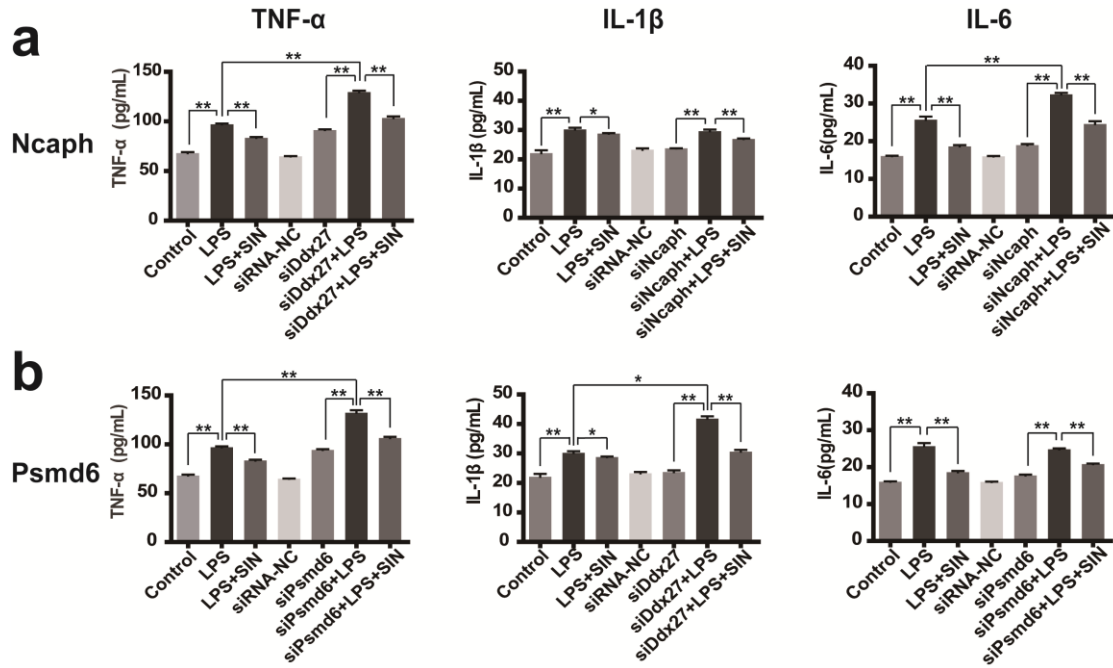 a
TNF-α
IL-1β
IL-6
Ncaph
TNF-α (pg/mL)
150
100
50
0
**
**
**
**
**
Control
LPS
LPS+SIN
siRNA-NC
siDdx27
siDdx27+LPS
siDdx27+LPS+SIN
IL-1β (pg/mL)
50
40
30
20
10
0
**
*
**
**
Control
LPS
LPS+SIN
siRNA-NC
siNcaph
siNcaph+LPS
siNcaph+LPS+SIN
IL-6(pg/mL)
40
30
20
10
0
**
**
**
**
**
Control
LPS
LPS+SIN
siRNA-NC
siNcaph
siNcaph+LPS
siNcaph+LPS+SIN
b
Psmd6
TNF-α (pg/mL)
150
100
50
0
**
**
**
**
**
Control
LPS
LPS+SIN
siRNA-NC
siPsmd6
siPsmd6+LPS
siPsmd6+LPS+SIN
IL-1β (pg/mL)
50
40
30
20
10
0
*
**
*
**
**
Control
LPS
LPS+SIN
siRNA-NC
siDdx27
siDdx27+LPS
siDdx27+LPS+SIN
IL-6(pg/mL)
40
30
20
10
0
**
**
**
**
Control
LPS
LPS+SIN
siRNA-NC
siPsmd6
siPsmd6+LPS
siPsmd6+LPS+SIN